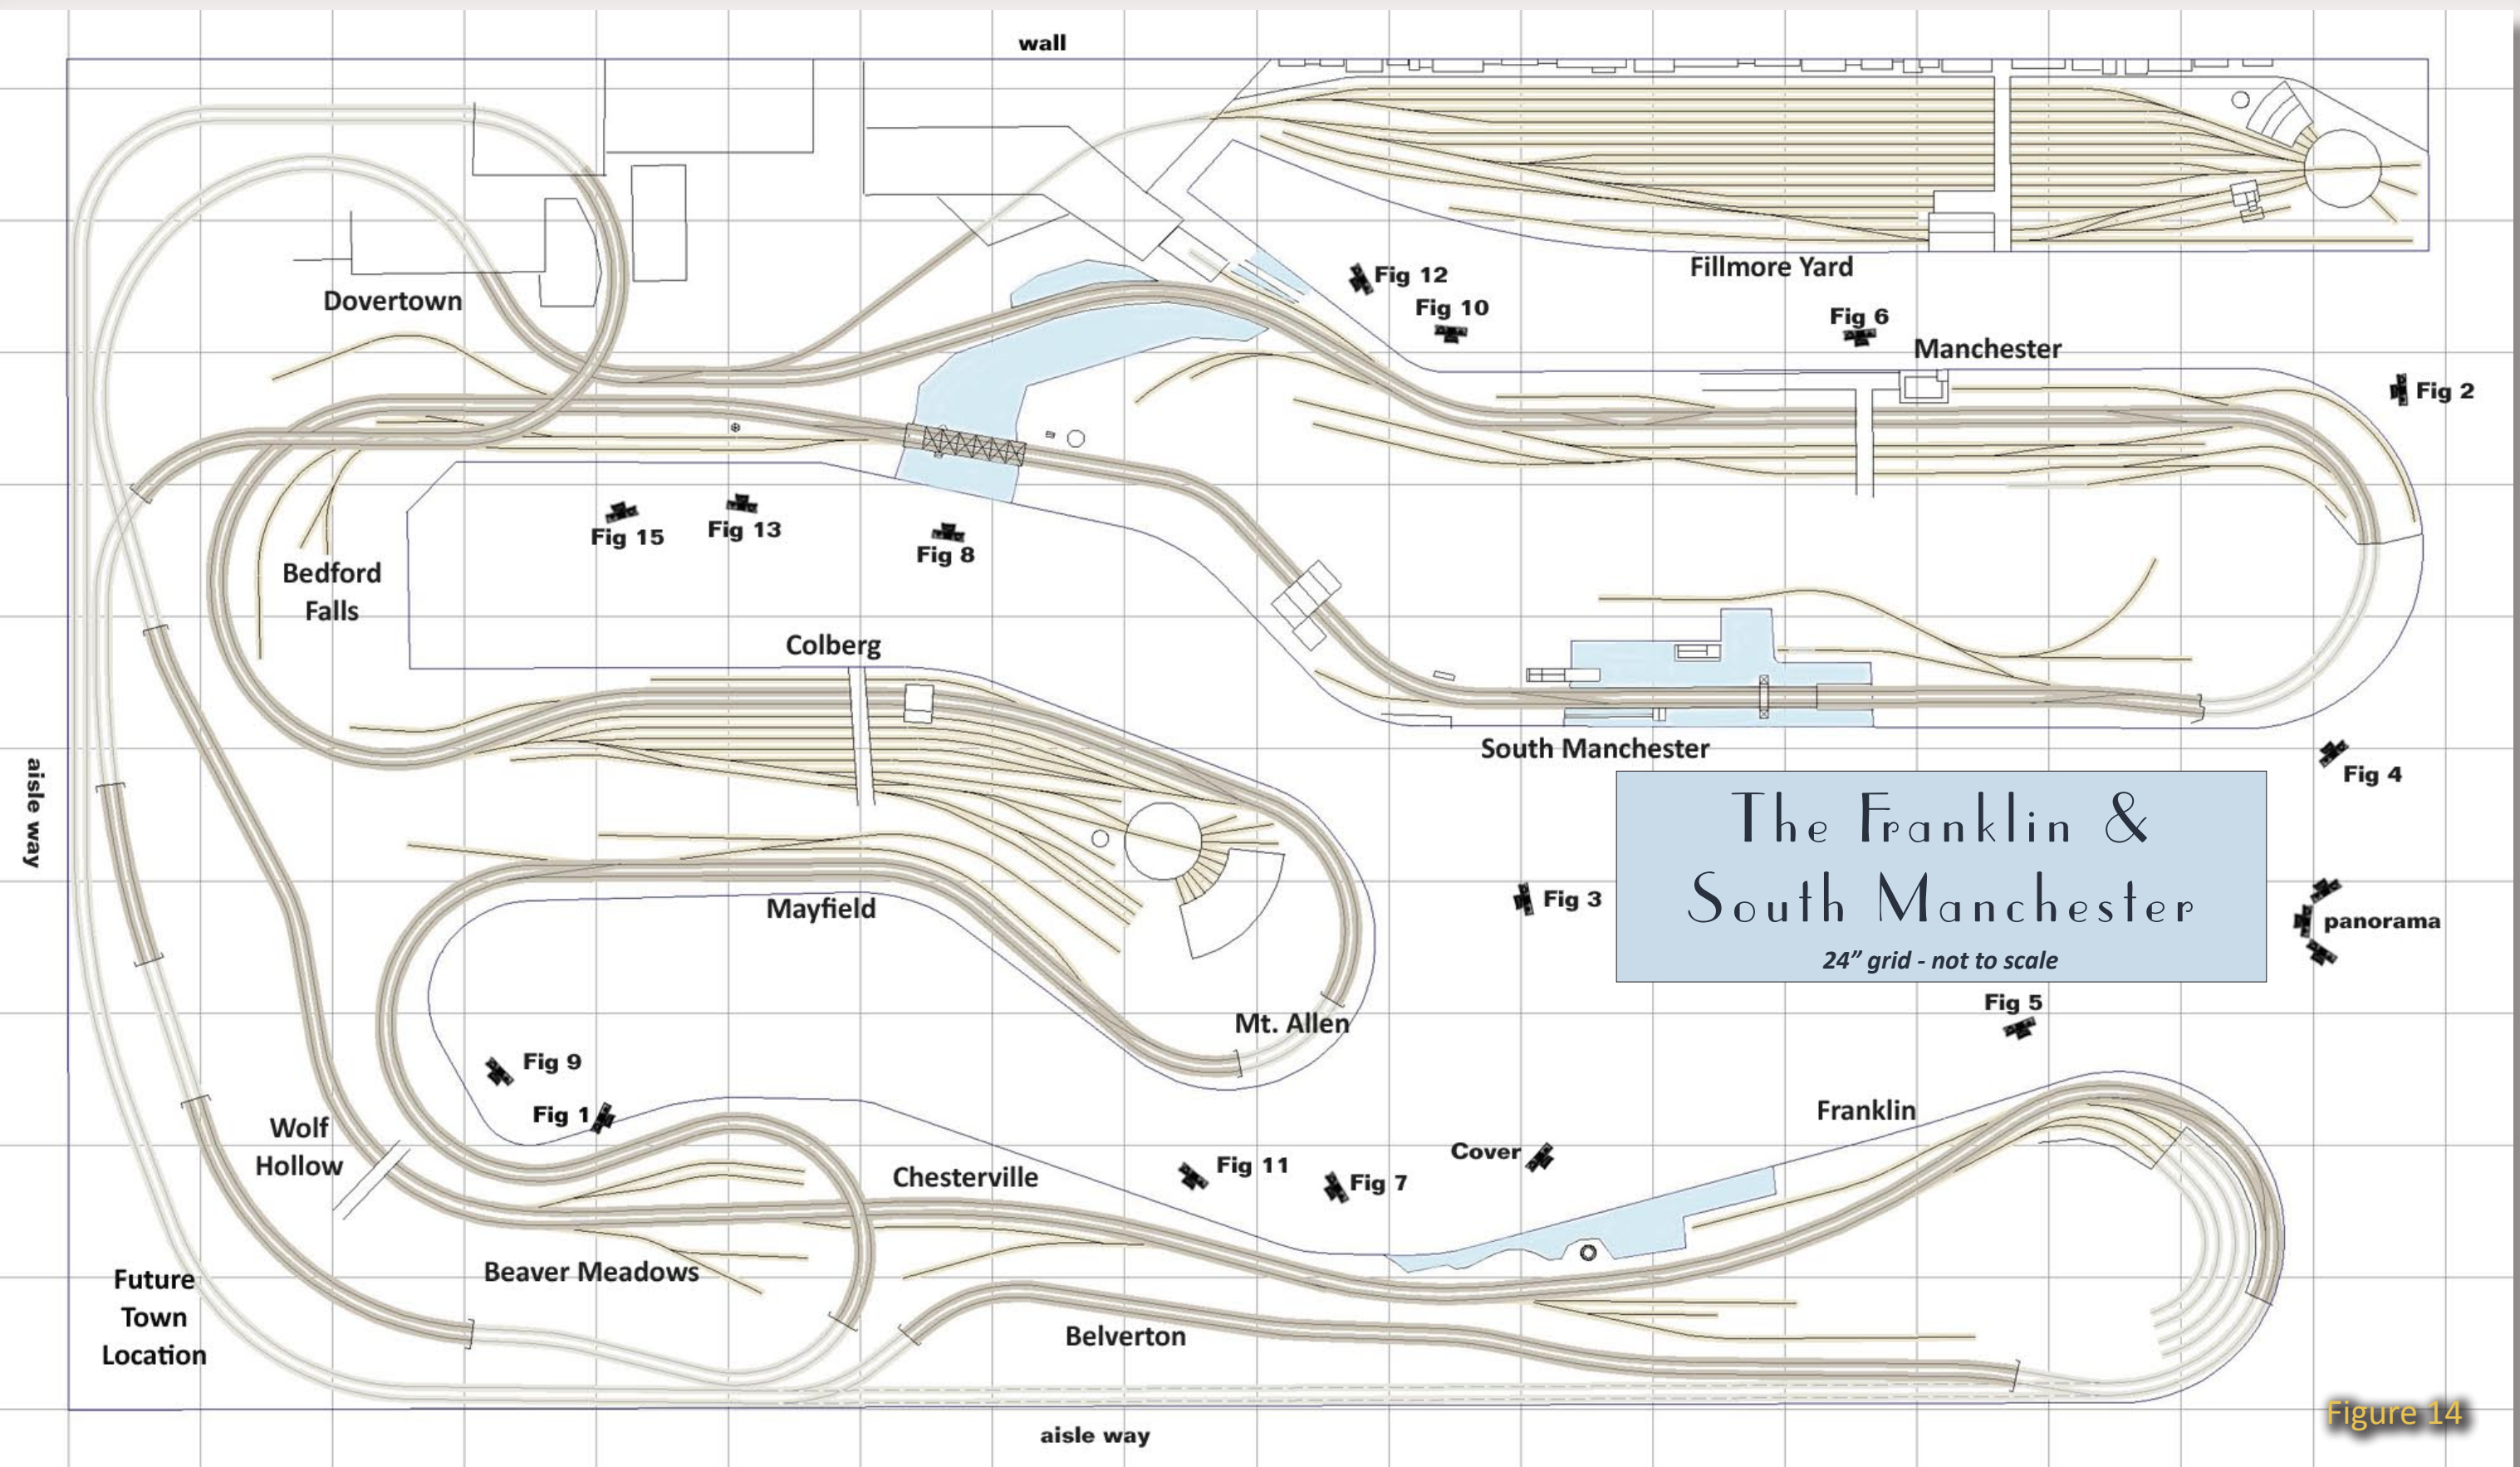 wall
Fig 12
Fillmore Yard
Dovertown
Fig 10
Fig 6
Manchester
Fig 2
Fig 15
Fig 13
Fig 8
Bedford
Falls
Colberg
South Manchester
Fig 4
The Franklin &
South Manchester
24” grid - not to scale
aisle way
Mayfield
Fig 3
panorama
Mt. Allen
Fig 5
Fig 9
Fig 1
Franklin
Wolf
Hollow
Chesterville
Fig 11
Fig 7
Cover
Beaver Meadows
Future
Town
Location
Belverton
Figure 14
aisle way